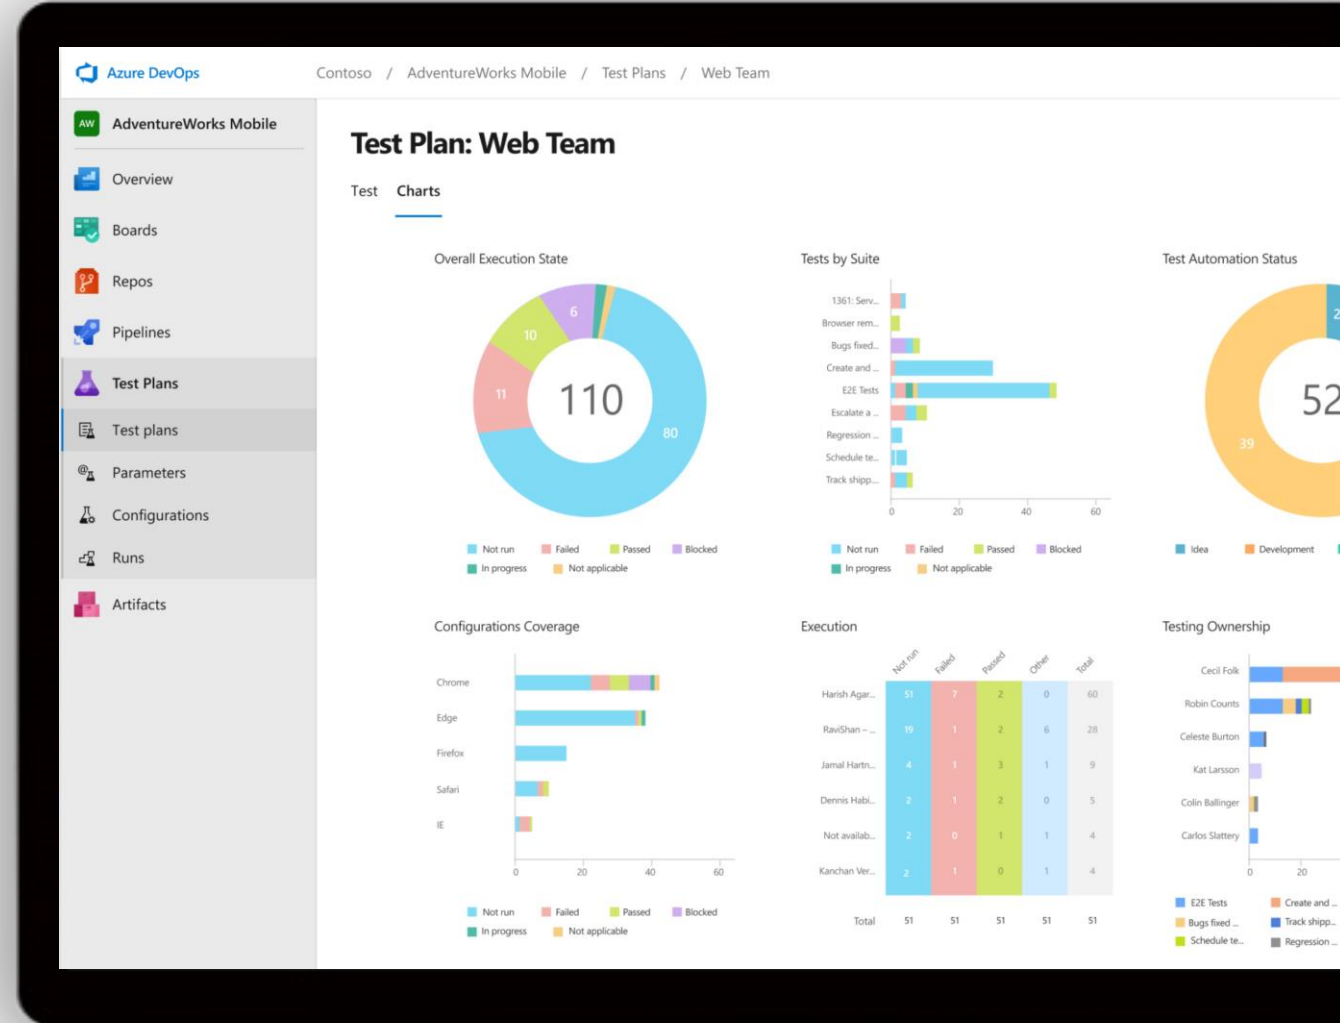 Azure DevOps
Contoso / AdventureWorks Mobile / Test Plans / Web Team
AW AdventureWorks Mobile
Overview
Boards
Repos
Pipelines
Test Plans
Test plans
Parameters
Configurations
Runs
Artifacts
Test Plan: Web Team
Test Charts
Overall Execution State
6
10
11
110
80
Not run Failed Passed Blocked
In progress Not applicable
Tests by Suite
1361: Serv...
Browser rem...
Bugs fixed...
Create and ...
E2E Tests
Escalate a ...
Regression ...
Schedule te...
Track shipp...
0 20 40 60
Not run Failed Passed Blocked
In progress Not applicable
Test Automation Status
2
52
39
Idea Development
Configurations Coverage
Chrome
Edge
Firefox
Safari
IE
0 20 40 60
Not run Failed Passed Blocked
In progress Not applicable
Execution
Not run Failed Passed Other Total
Harish Agar... 51 7 2 0 60
RaviShan – ... 19 1 2 6 28
Jamal Hartn... 4 1 3 1 9
Dennis Habi... 2 1 2 0 5
Not availab... 2 0 1 1 4
Kanchan Ver... 2 1 0 1 4
Total 51 51 51 51 51
Testing Ownership
Cecil Folk
Robin Counts
Celeste Burton
Kat Larsson
Colin Ballinger
Carlos Slattery
0 20
E2E Tests Create and ...
Bugs fixed ... Track shipp...
Schedule te... Regression ...